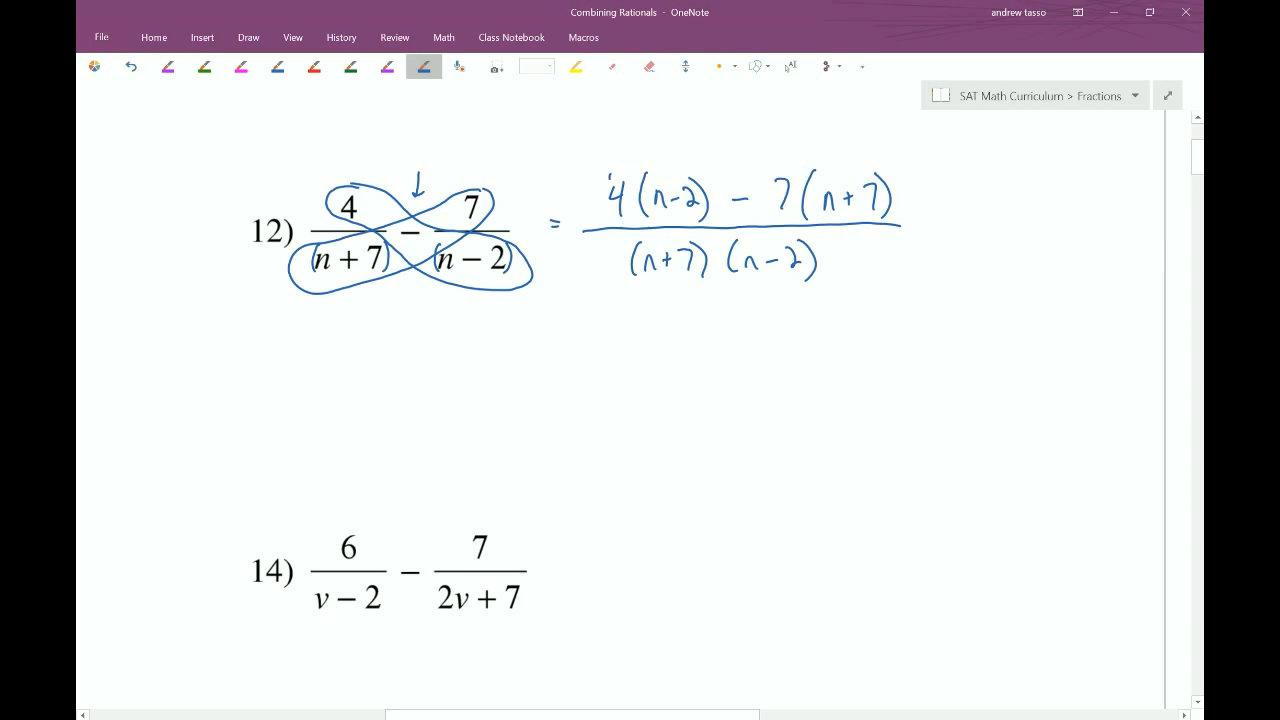 Combining Rationals - OneNote
andrew tasso
File Home Insert Draw View History Review Math Class Notebook Macros
SAT Math Curriculum > Fractions
12) 4/(n + 7) − 7/(n − 2) = 4(n-2) − 7(n+7)
(n+7) (n-2)
14) 6/(v − 2) − 7/(2v + 7)